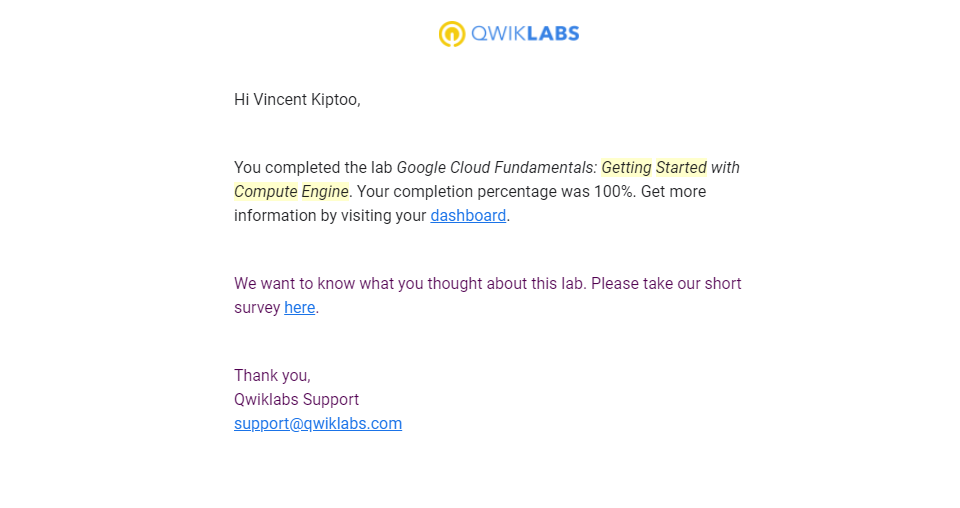 QWIKLABS
Hi Vincent Kiptoo,
You completed the lab Google Cloud Fundamentals: Getting Started with
Compute Engine. Your completion percentage was 100%. Get more
information by visiting your dashboard.
We want to know what you thought about this lab. Please take our short
survey here.
Thank you,
Qwiklabs Support
support@qwiklabs.com